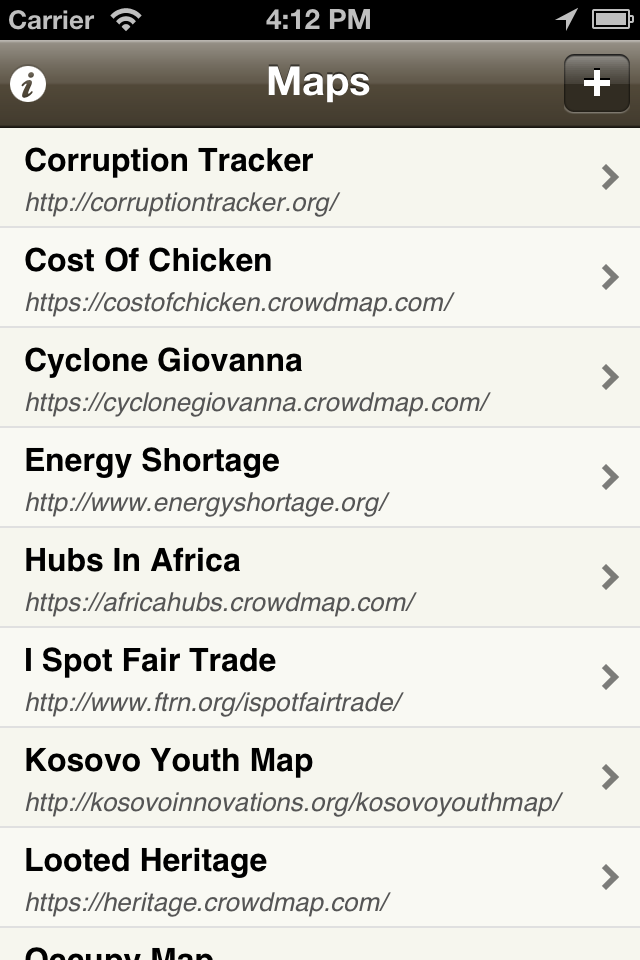 Carrier 4:12 PM
Maps
Corruption Tracker
http://corruptiontracker.org/
Cost Of Chicken
https://costofchicken.crowdmap.com/
Cyclone Giovanna
https://cyclonegiovanna.crowdmap.com/
Energy Shortage
http://www.energyshortage.org/
Hubs In Africa
https://africahubs.crowdmap.com/
I Spot Fair Trade
http://www.ftrn.org/ispotfairtrade/
Kosovo Youth Map
http://kosovoinnovations.org/kosovoyouthmap/
Looted Heritage
https://heritage.crowdmap.com/
Occupy Map